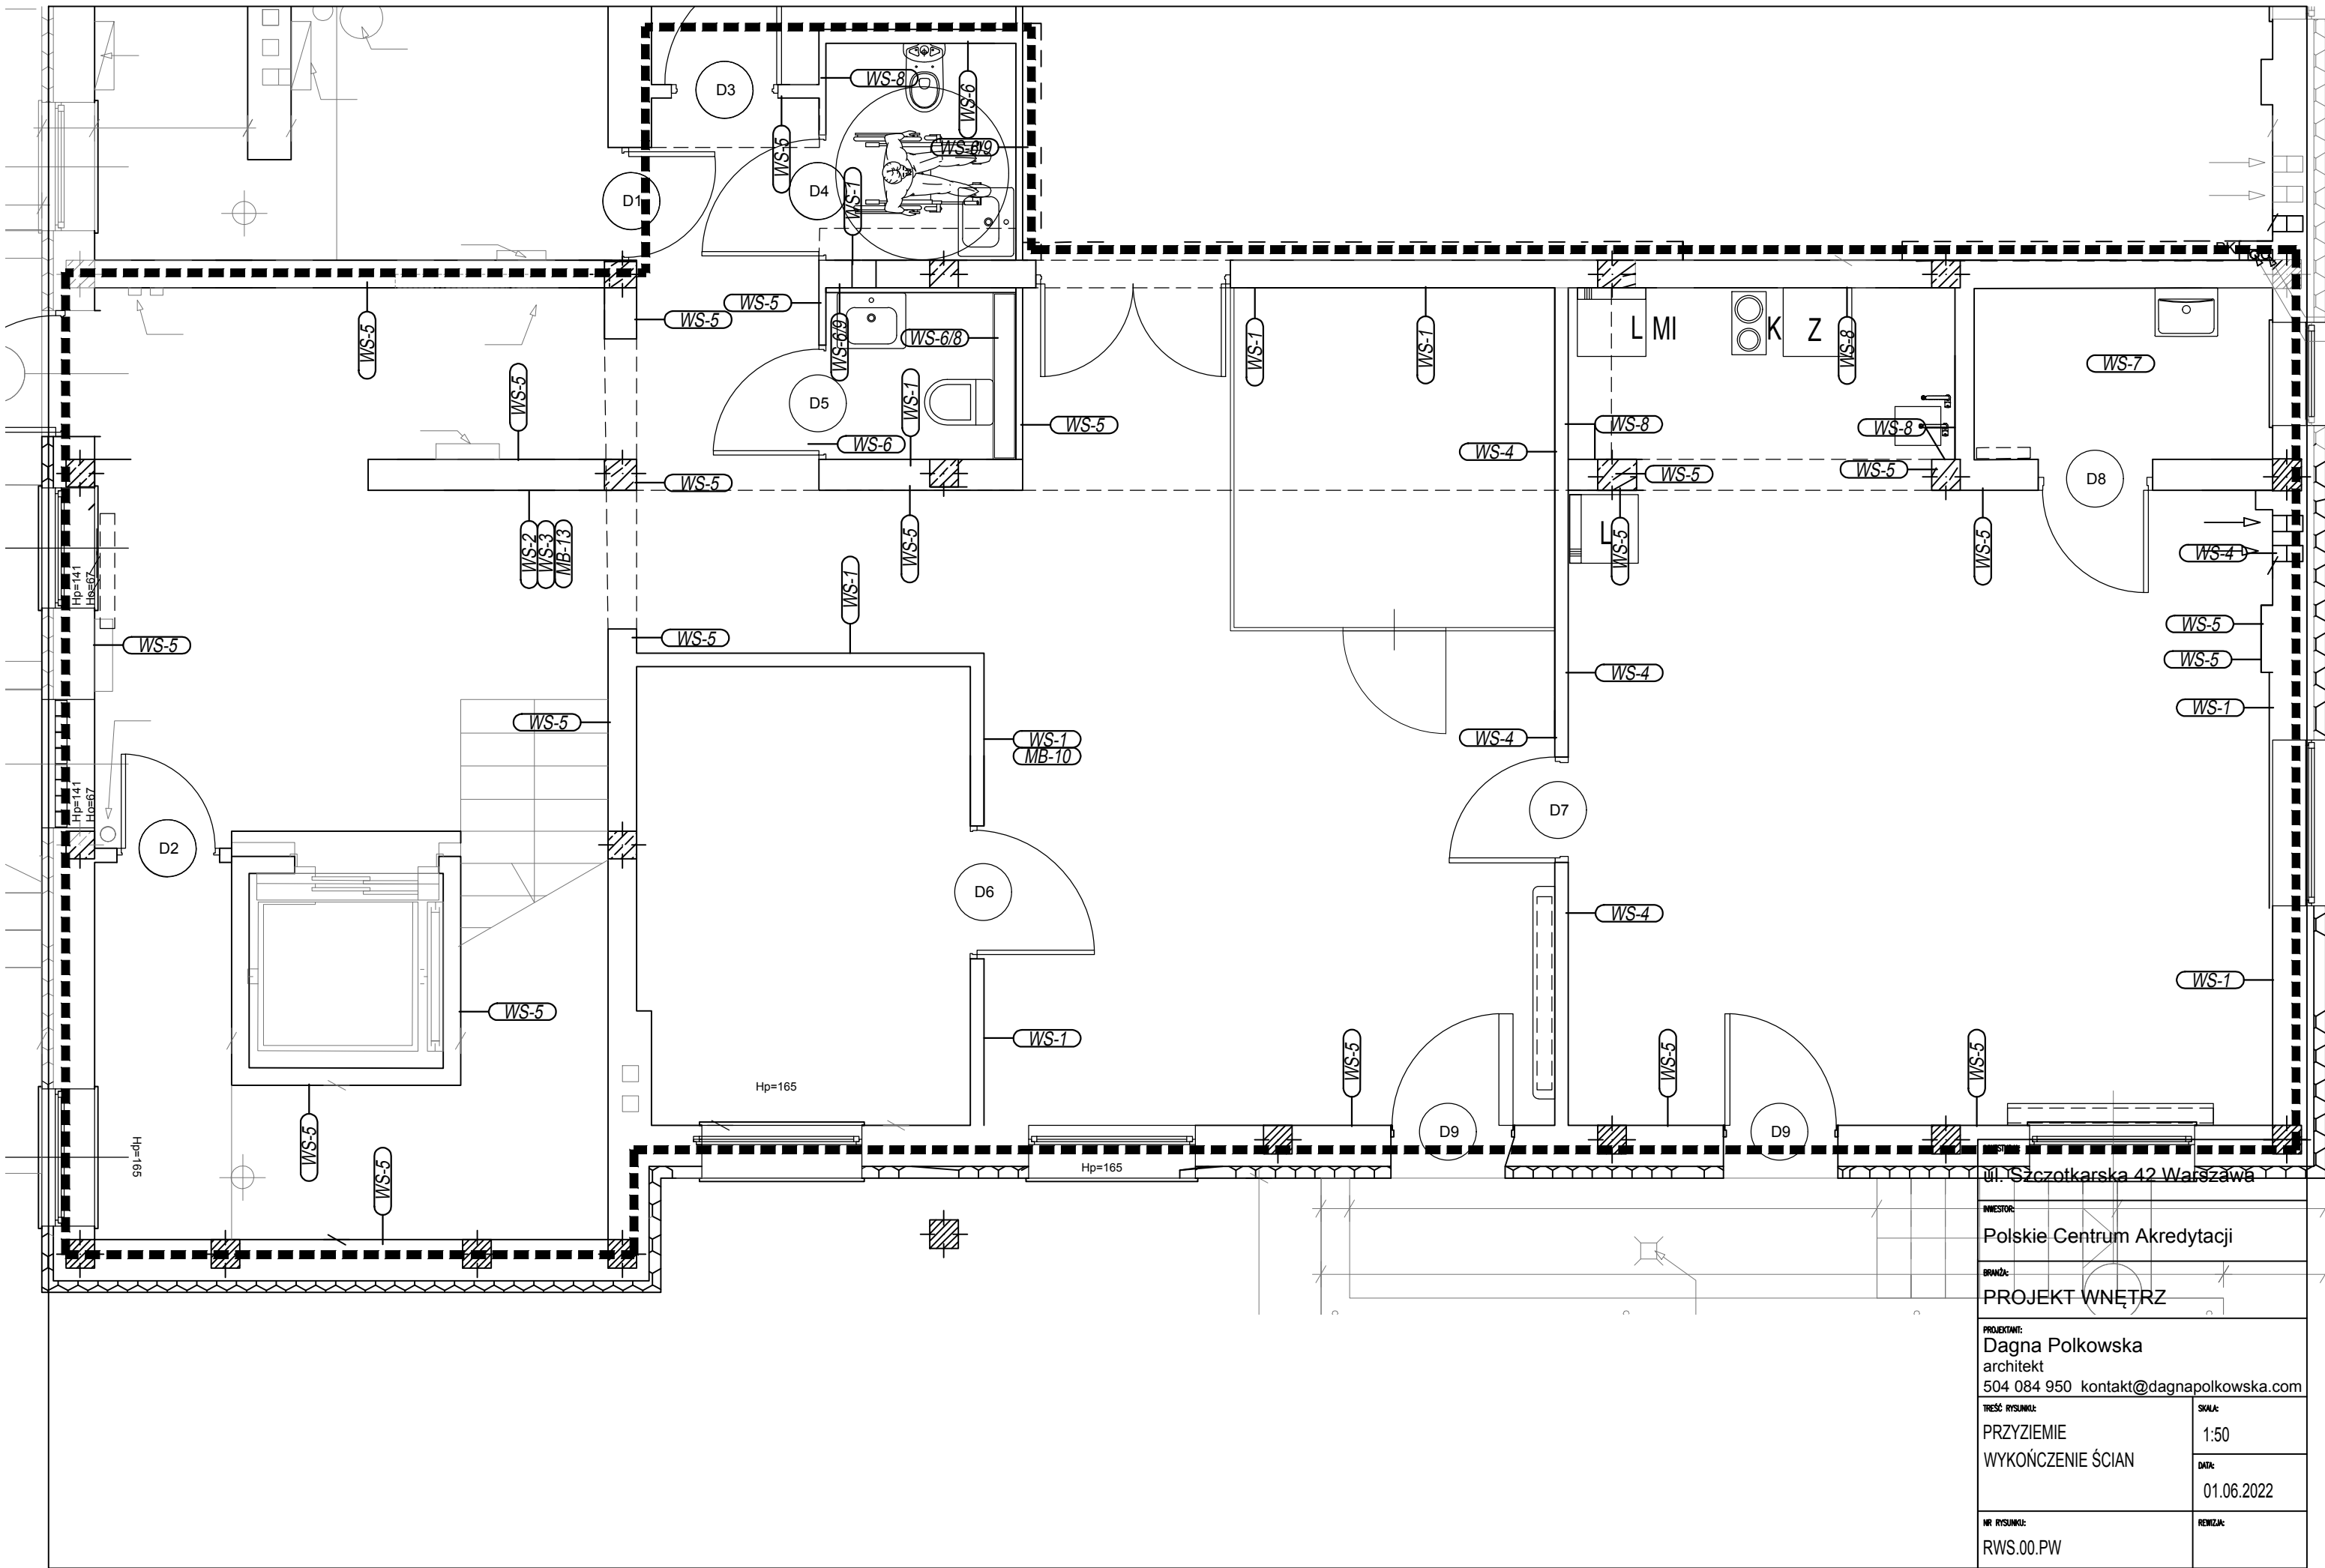 D3
WS-8
WS-6
WS-5
WS-6/9
D1
D4
WS-1
WS-5
WS-5
WS-5
WS-5
WS-6/9
WS-6/8
WS-1
WS-1
L MI
K
Z
WS-8
WS-7
WS-5
D5
WS-1
WS-6
WS-5
WS-8
WS-8
WS-4
WS-5
WS-5
WS-5
D8
WS-2
WS-3
MB-13
WS-5
L
WS-5
WS-5
WS-4
Hp=141
Ho=67
WS-1
WS-5
WS-5
WS-5
WS-5
WS-4
WS-1
WS-5
WS-1
MB-10
WS-4
Hp=141
Ho=67
D7
D2
D6
WS-4
WS-1
WS-5
WS-1
WS-5
WS-5
WS-5
Hp=165
WS-5
D9
D9
Hp=165
Hp=165
WS-5
ul. Szczotkarska 42 Warszawa
INWESTOR:
Polskie Centrum Akredytacji
BRANŻA:
PROJEKT WNĘTRZ
PROJEKTANT:
Dagna Polkowska
architekt
504 084 950 kontakt@dagnapolkowska.com
TREŚĆ RYSUNKU:
PRZYZIEMIE
WYKOŃCZENIE ŚCIAN
SKALA:
1:50
DATA:
01.06.2022
NR RYSUNKU:
RWS.00.PW
REWIZJA: